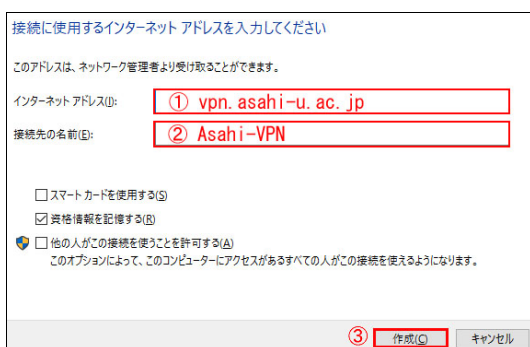 接続に使用するインターネット アドレスを入力してください
このアドレスは、ネットワーク管理者より受け取ることができます。
インターネット アドレス(I): ① vpn.asahi-u.ac.jp
接続先の名前(E): ② Asahi-VPN
スマート カードを使用する(S)
資格情報を記憶する(R)
他の人がこの接続を使うことを許可する(A)
このオプションによって、このコンピューターにアクセスがあるすべての人がこの接続を使えるようになります。
③ 作成(C) キャンセル